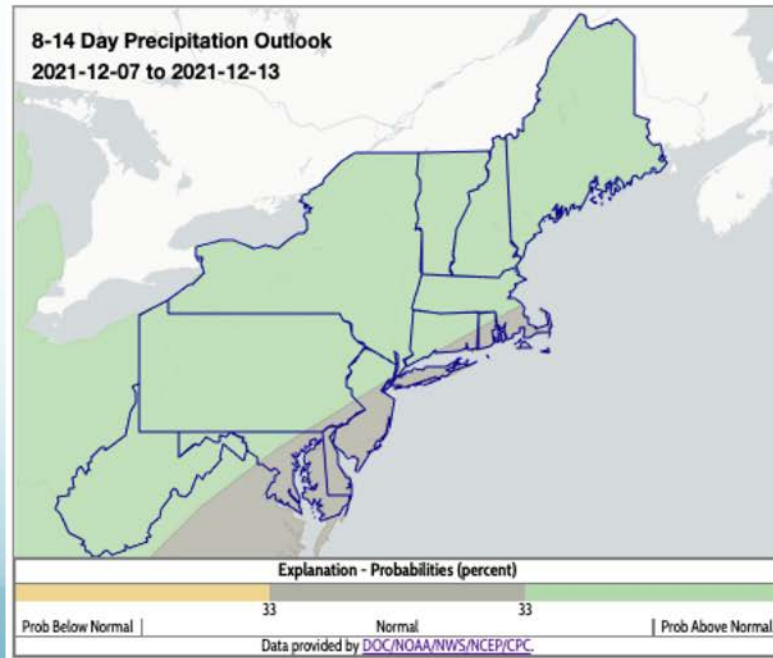 8-14 Day Precipitation Outlook
2021-12-07 to 2021-12-13
Explanation - Probabilities (percent)
33 33
Prob Below Normal | Normal | Prob Above Normal
Data provided by DOC/NOAA/NWS/NCEP/CPC.